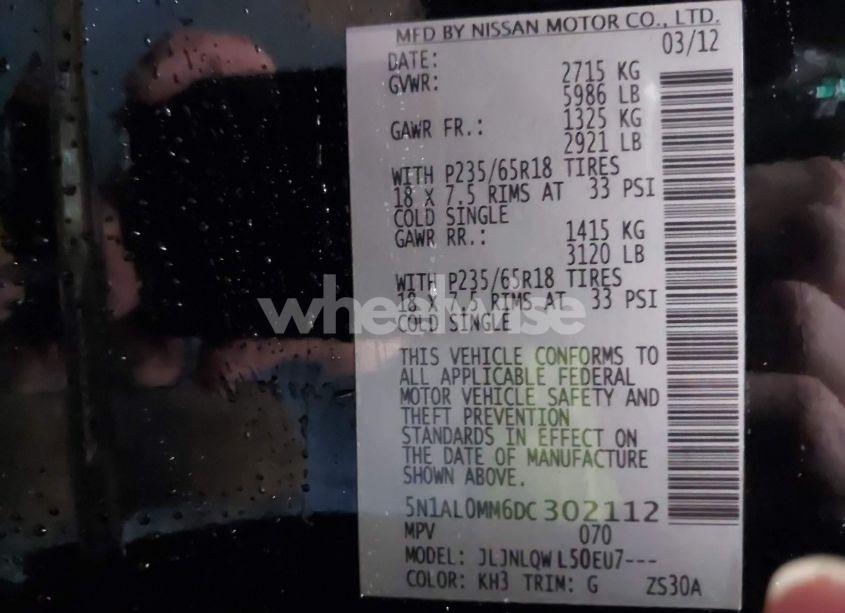 MFD BY NISSAN MOTOR CO., LTD.
DATE: 03/12
GVWR: 2715 KG
5986 LB
GAWR FR.: 1325 KG
2921 LB
WITH P235/65R18 TIRES
18 X 7.5 RIMS AT 33 PSI
COLD SINGLE
GAWR RR.: 1415 KG
3120 LB
WITH P235/65R18 TIRES
18 X 7.5 RIMS AT 33 PSI
COLD SINGLE
wheelwise
THIS VEHICLE CONFORMS TO
ALL APPLICABLE FEDERAL
MOTOR VEHICLE SAFETY AND
THEFT PREVENTION
STANDARDS IN EFFECT ON
THE DATE OF MANUFACTURE
SHOWN ABOVE.
5N1AL0MM6DC302112
MPV 070
MODEL: JLJNLQWL50EU7---
COLOR: KH3 TRIM: G ZS30A